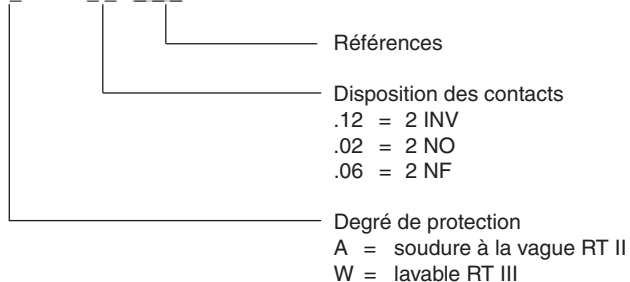 Références
Disposition des contacts
.12 = 2 INV
.02 = 2 NO
.06 = 2 NF
Degré de protection
A = soudure à la vague RT II
W = lavable RT III